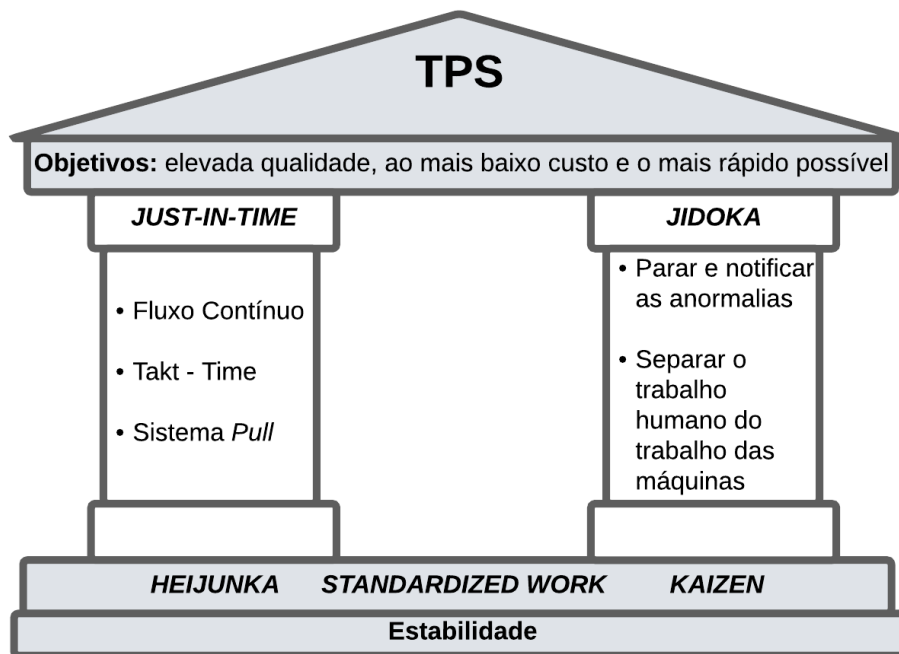 TPS
Objetivos: elevada qualidade, ao mais baixo custo e o mais rápido possível
JUST-IN-TIME
• Fluxo Contínuo
• Takt - Time
• Sistema Pull
JIDOKA
• Parar e notificar
as anormalias
• Separar o
trabalho
humano do
trabalho das
máquinas
HEIJUNKA STANDARDIZED WORK KAIZEN
Estabilidade